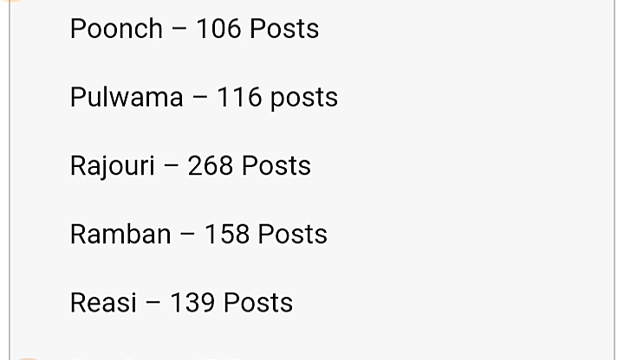 Poonch – 106 Posts
Pulwama – 116 posts
Rajouri – 268 Posts
Ramban – 158 Posts
Reasi – 139 Posts